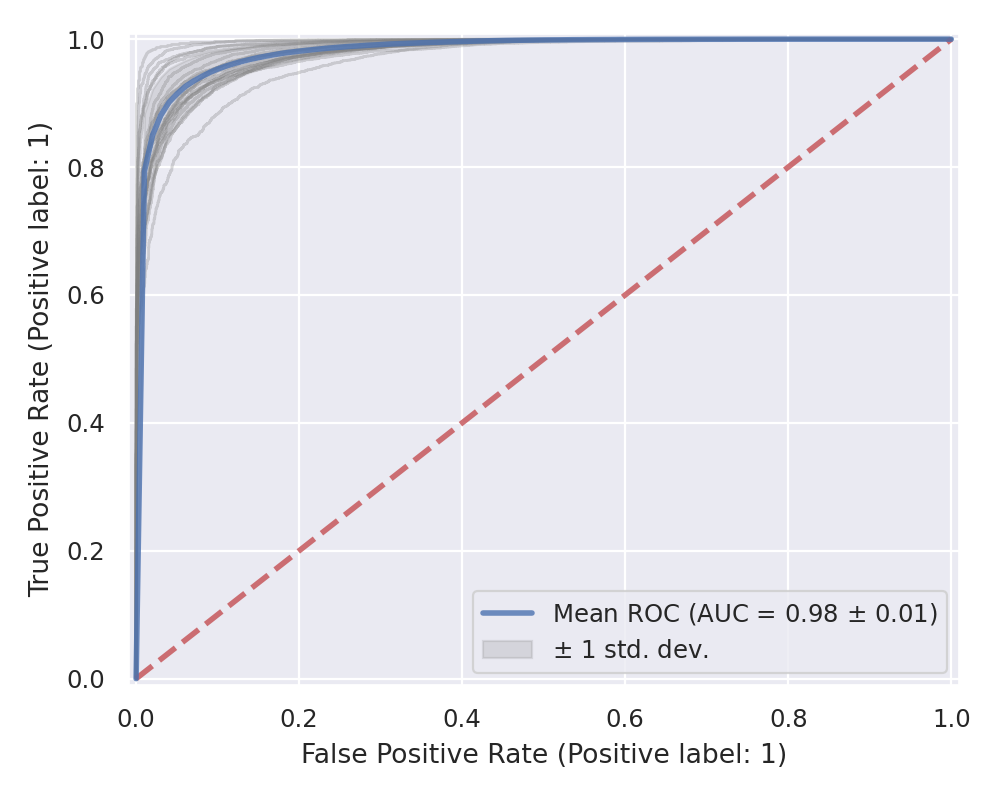 1.0
0.8
0.6
0.4
0.2
0.0
True Positive Rate (Positive label: 1)
Mean ROC (AUC = 0.98 ± 0.01)
± 1 std. dev.
0.0 0.2 0.4 0.6 0.8 1.0
False Positive Rate (Positive label: 1)